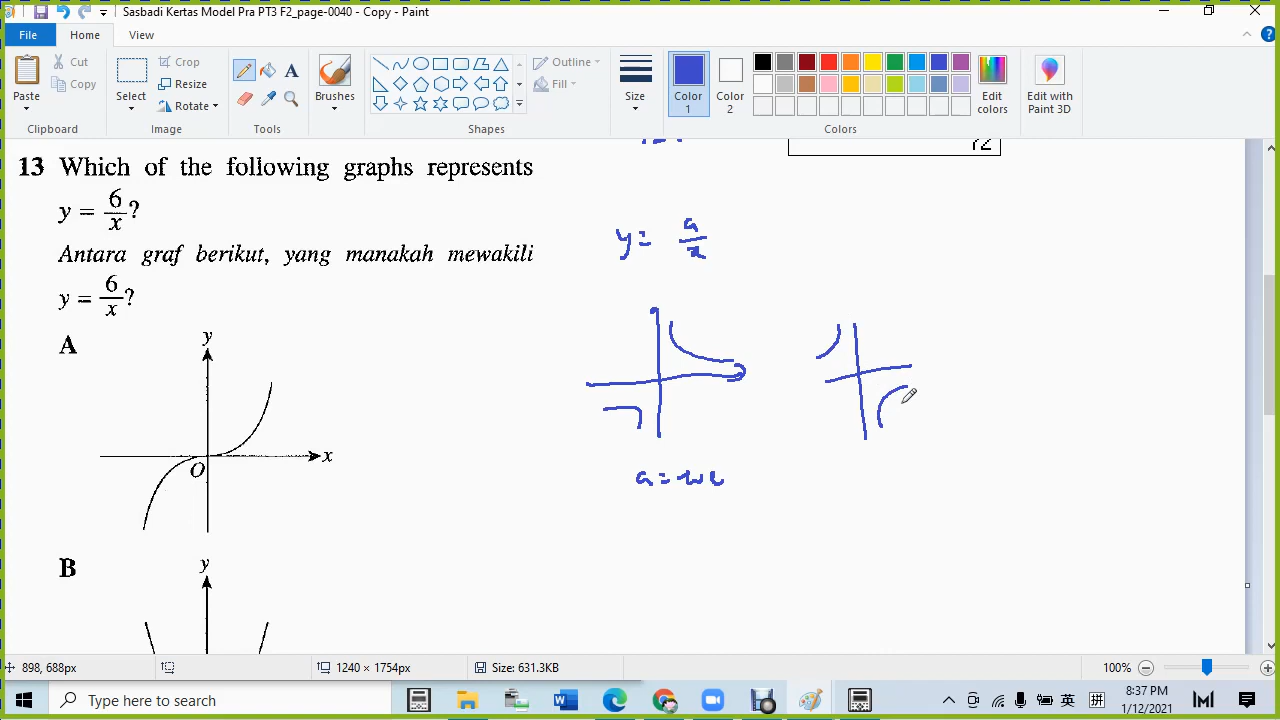 Sasbadi Kertas Model Pra PT3 F2_page-0040 - Copy - Paint
File Home View
Cut
Copy
Paste
Clipboard
Select
Crop
Resize
Rotate
Image
Tools
Brushes
Outline
Fill
Shapes
Size
Color 1
Color 2
Colors
Edit colors
Edit with Paint 3D
13 Which of the following graphs represents
y = 6/x?
Antara graf berikut, yang manakah mewakili
y = 6/x?
A
y
O
x
B
y
y = a/x
a =
12
898, 688px
1240 × 1754px
Size: 631.3KB
100%
Type here to search
英
拼
8:37 PM
1/12/2021